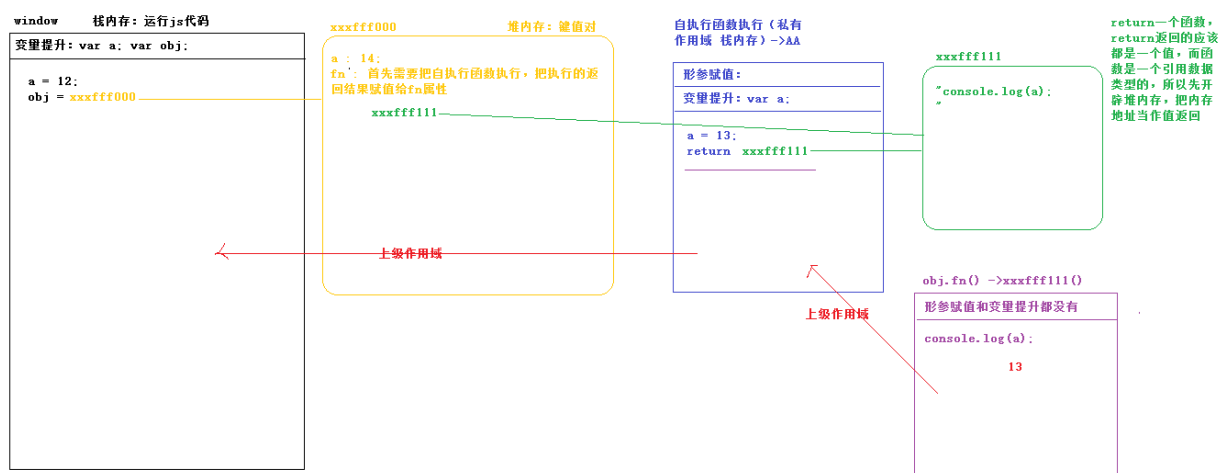 window 栈内存：运行js代码
变量提升：var a; var obj;
a = 12;
obj = xxxfff000
xxxfff000 堆内存：键值对
a : 14;
fn : 首先需要把自执行函数执行，把执行的返
回结果赋值给fn属性
xxxfff111
自执行函数执行（私有
作用域 栈内存）->AA
形参赋值：
变量提升：var a;
a = 13;
return xxxfff111
xxxfff111
"console.log(a);
"
return一个函数，
return返回的应该
都是一个值，而函
数是一个引用数据
类型的，所以先开
辟堆内存，把内存
地址当作值返回
上级作用域
上级作用域
obj.fn() ->xxxfff111()
形参赋值和变量提升都没有
console.log(a);
13